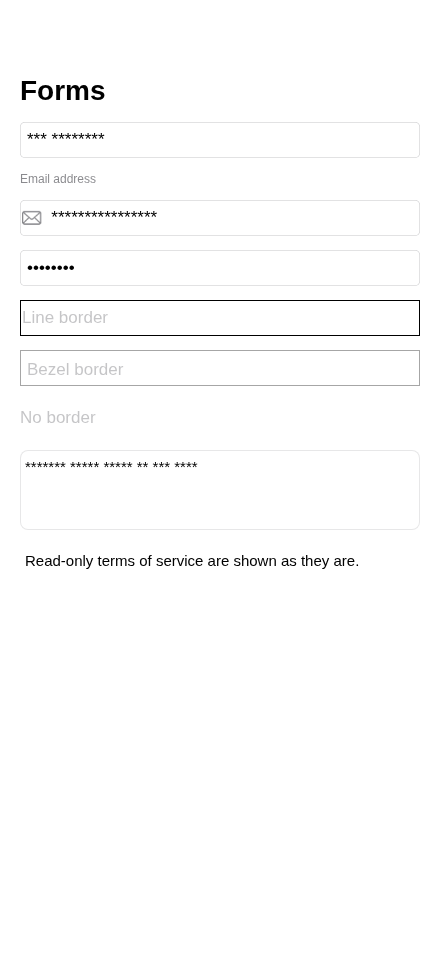 Forms
*** ********
Email address
****************
••••••••
Line border
Bezel border
No border
******* ***** ***** ** *** ****
Read-only terms of service are shown as they are.